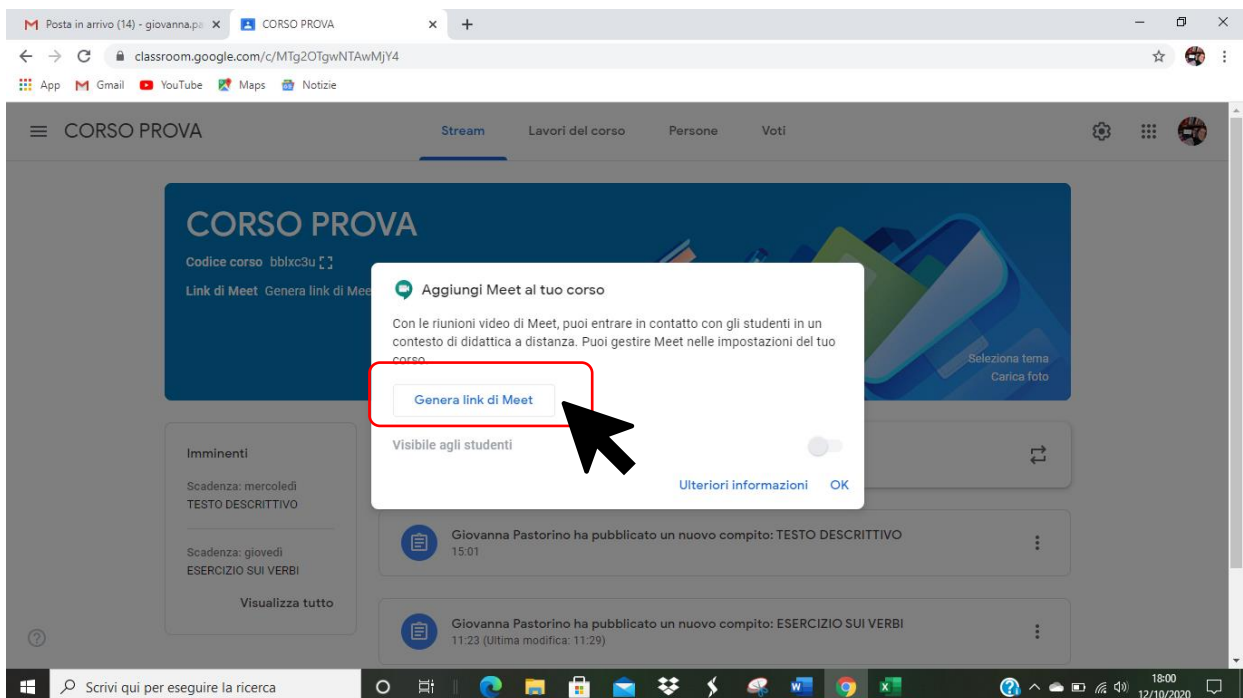 Posta in arrivo (14) - giovanna.pa
CORSO PROVA
classroom.google.com/c/MTg2OTgwNTAwMjY4
App Gmail YouTube Maps Notizie
CORSO PROVA Stream Lavori del corso Persone Voti
CORSO PROVA
Codice corso bblxc3u
Link di Meet Genera link di Mee
Aggiungi Meet al tuo corso
Con le riunioni video di Meet, puoi entrare in contatto con gli studenti in un
contesto di didattica a distanza. Puoi gestire Meet nelle impostazioni del tuo
corso.
Genera link di Meet
Visibile agli studenti
Ulteriori informazioni OK
Seleziona tema
Carica foto
Imminenti
Scadenza: mercoledì
TESTO DESCRITTIVO
Scadenza: giovedì
ESERCIZIO SUI VERBI
Visualizza tutto
Giovanna Pastorino ha pubblicato un nuovo compito: TESTO DESCRITTIVO
15:01
Giovanna Pastorino ha pubblicato un nuovo compito: ESERCIZIO SUI VERBI
11:23 (Ultima modifica: 11:29)
Scrivi qui per eseguire la ricerca
18:00
12/10/2020